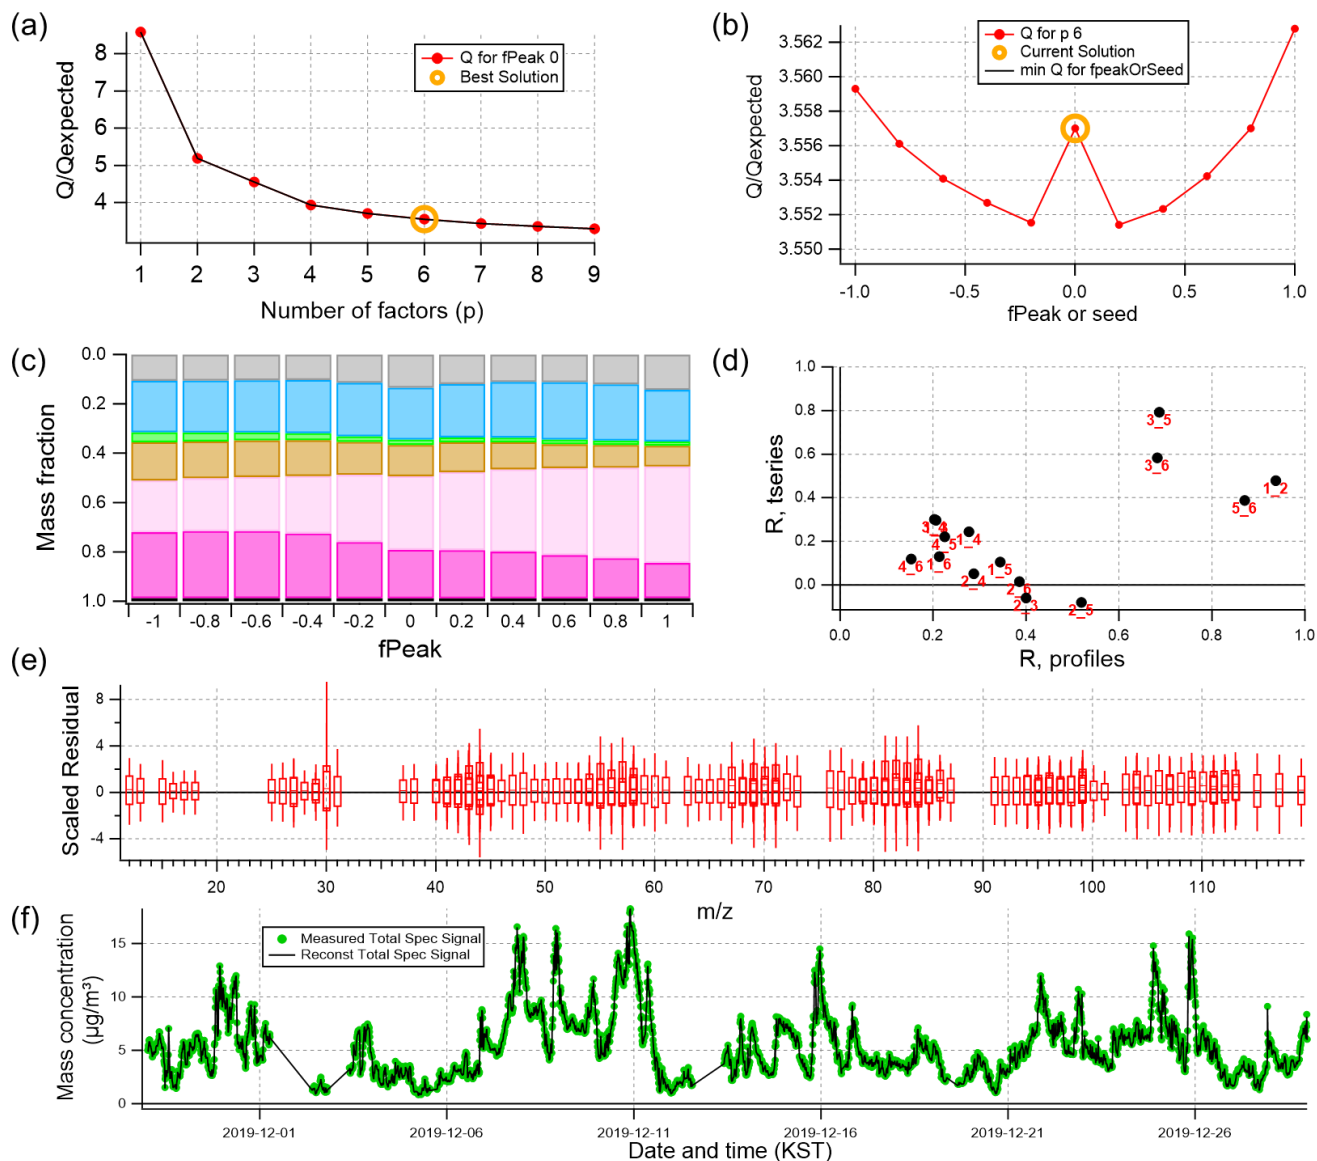 (a)
8
7
6
5
4
Q/Qexpected
Q for fPeak 0
Best Solution
1 2 3 4 5 6 7 8 9
Number of factors (p)
(b)
3.562
3.560
3.558
3.556
3.554
3.552
3.550
Q/Qexpected
Q for p 6
Current Solution
min Q for fpeakOrSeed
-1.0 -0.5 0.0 0.5 1.0
fPeak or seed
(c)
0.0
0.2
0.4
0.6
0.8
1.0
Mass fraction
-1 -0.8 -0.6 -0.4 -0.2 0 0.2 0.4 0.6 0.8 1
fPeak
(d)
1.0
0.8
0.6
0.4
0.2
0.0
R, tseries
3_5
3_6
1_2
5_6
1_4
4_5
4_6
1_6
1_5
2_4
2_6
2_3
2_5
0.0 0.2 0.4 0.6 0.8 1.0
R, profiles
(e)
8
4
0
-4
Scaled Residual
20 30 40 50 60 70 80 90 100 110
m/z
(f)
15
10
5
0
Mass concentration
(µg/m³)
Measured Total Spec Signal
Reconst Total Spec Signal
2019-12-01 2019-12-06 2019-12-11 2019-12-16 2019-12-21 2019-12-26
Date and time (KST)